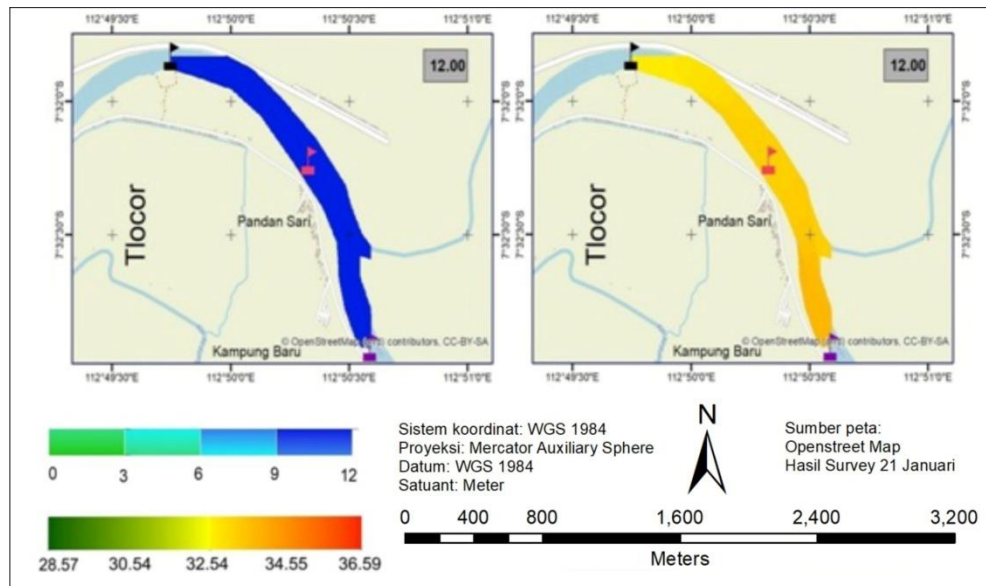 112°49'30"E 112°50'0"E 112°50'30"E 112°51'0"E
112°49'30"E 112°50'0"E 112°50'30"E 112°51'0"E
12.00
12.00
7°32'0"S
7°32'0"S
7°32'0"S
7°32'0"S
Tlocor
Pandan Sari
Tlocor
Pandan Sari
7°32'30"S
7°32'30"S
7°32'30"S
7°32'30"S
© OpenStreetMap contributors, CC-BY-SA
© OpenStreetMap contributors, CC-BY-SA
Kampung Baru
Kampung Baru
112°49'30"E 112°50'0"E 112°50'30"E 112°51'0"E
112°49'30"E 112°50'0"E 112°50'30"E 112°51'0"E
0 3 6 9 12
28.57 30.54 32.54 34.55 36.59
Sistem koordinat: WGS 1984
Proyeksi: Mercator Auxiliary Sphere
Datum: WGS 1984
Satuant: Meter
N
Sumber peta:
Openstreet Map
Hasil Survey 21 Januari
0 400 800 1,600 2,400 3,200
Meters